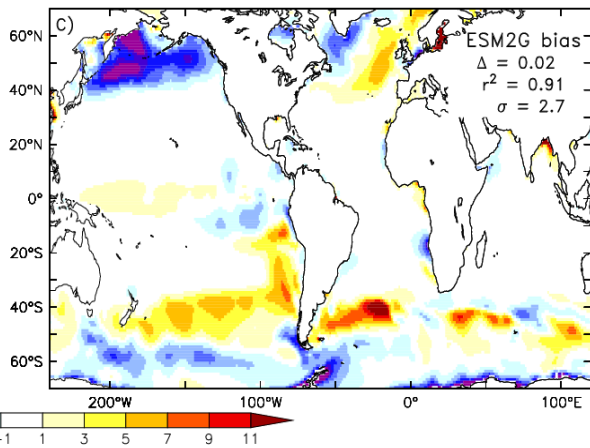 C)
ESM2G bias
Δ = 0.02
r² = 0.91
σ = 2.7
60°N
40°N
20°N
0°
20°S
40°S
60°S
200°W 100°W 0° 100°E
-1 1 3 5 7 9 11